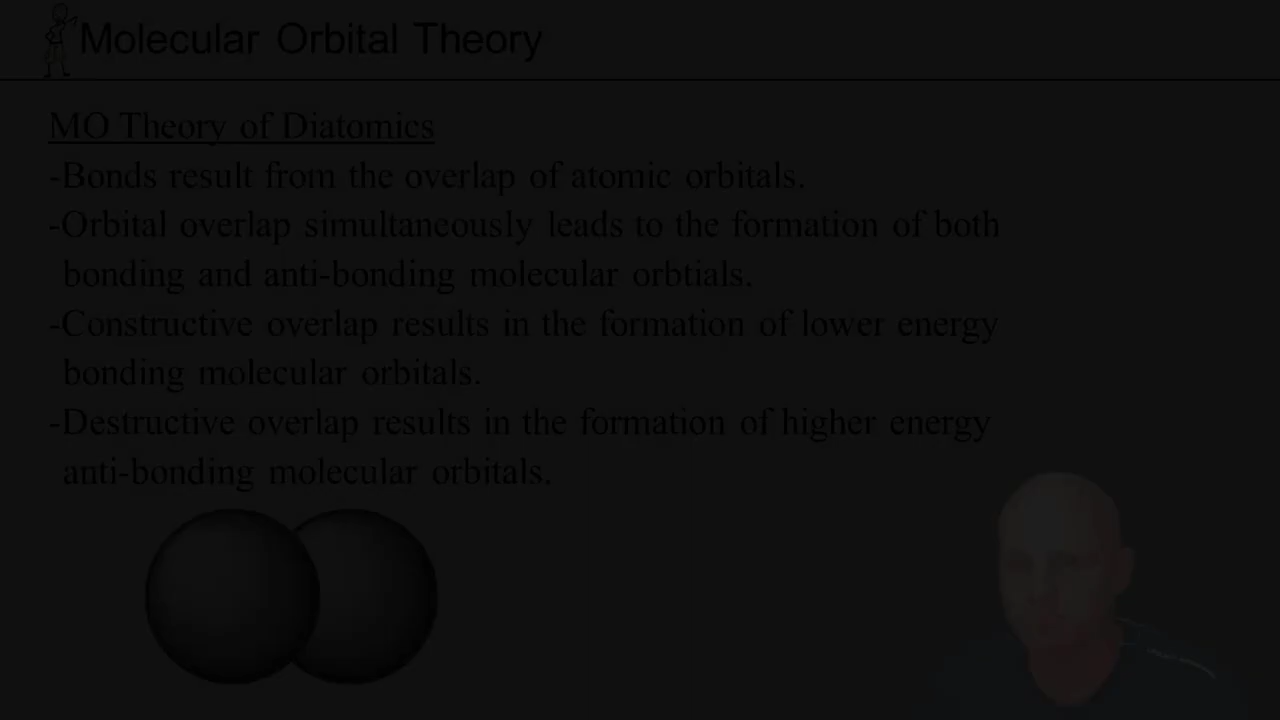 Molecular Orbital Theory
MO Theory of Diatomics
-Bonds result from the overlap of atomic orbitals.
-Orbital overlap simultaneously leads to the formation of both
bonding and anti-bonding molecular orbtials.
-Constructive overlap results in the formation of lower energy
bonding molecular orbitals.
-Destructive overlap results in the formation of higher energy
anti-bonding molecular orbitals.